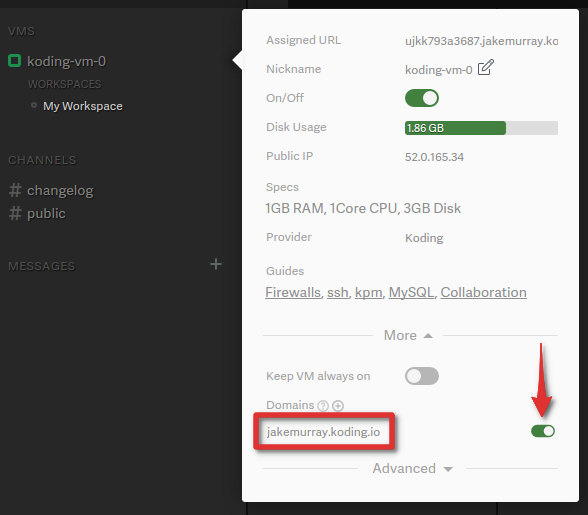 VMS
koding-vm-0
WORKSPACES
My Workspace
CHANNELS
# changelog
# public
MESSAGES +
Assigned URL ujkk793a3687.jakemurray.ko
Nickname koding-vm-0
On/Off
Disk Usage 1.86 GB
Public IP 52.0.165.34
Specs
1GB RAM, 1Core CPU, 3GB Disk
Provider Koding
Guides
Firewalls, ssh, kpm, MySQL, Collaboration
More
Keep VM always on
Domains ? +
jakemurray.koding.io
Advanced